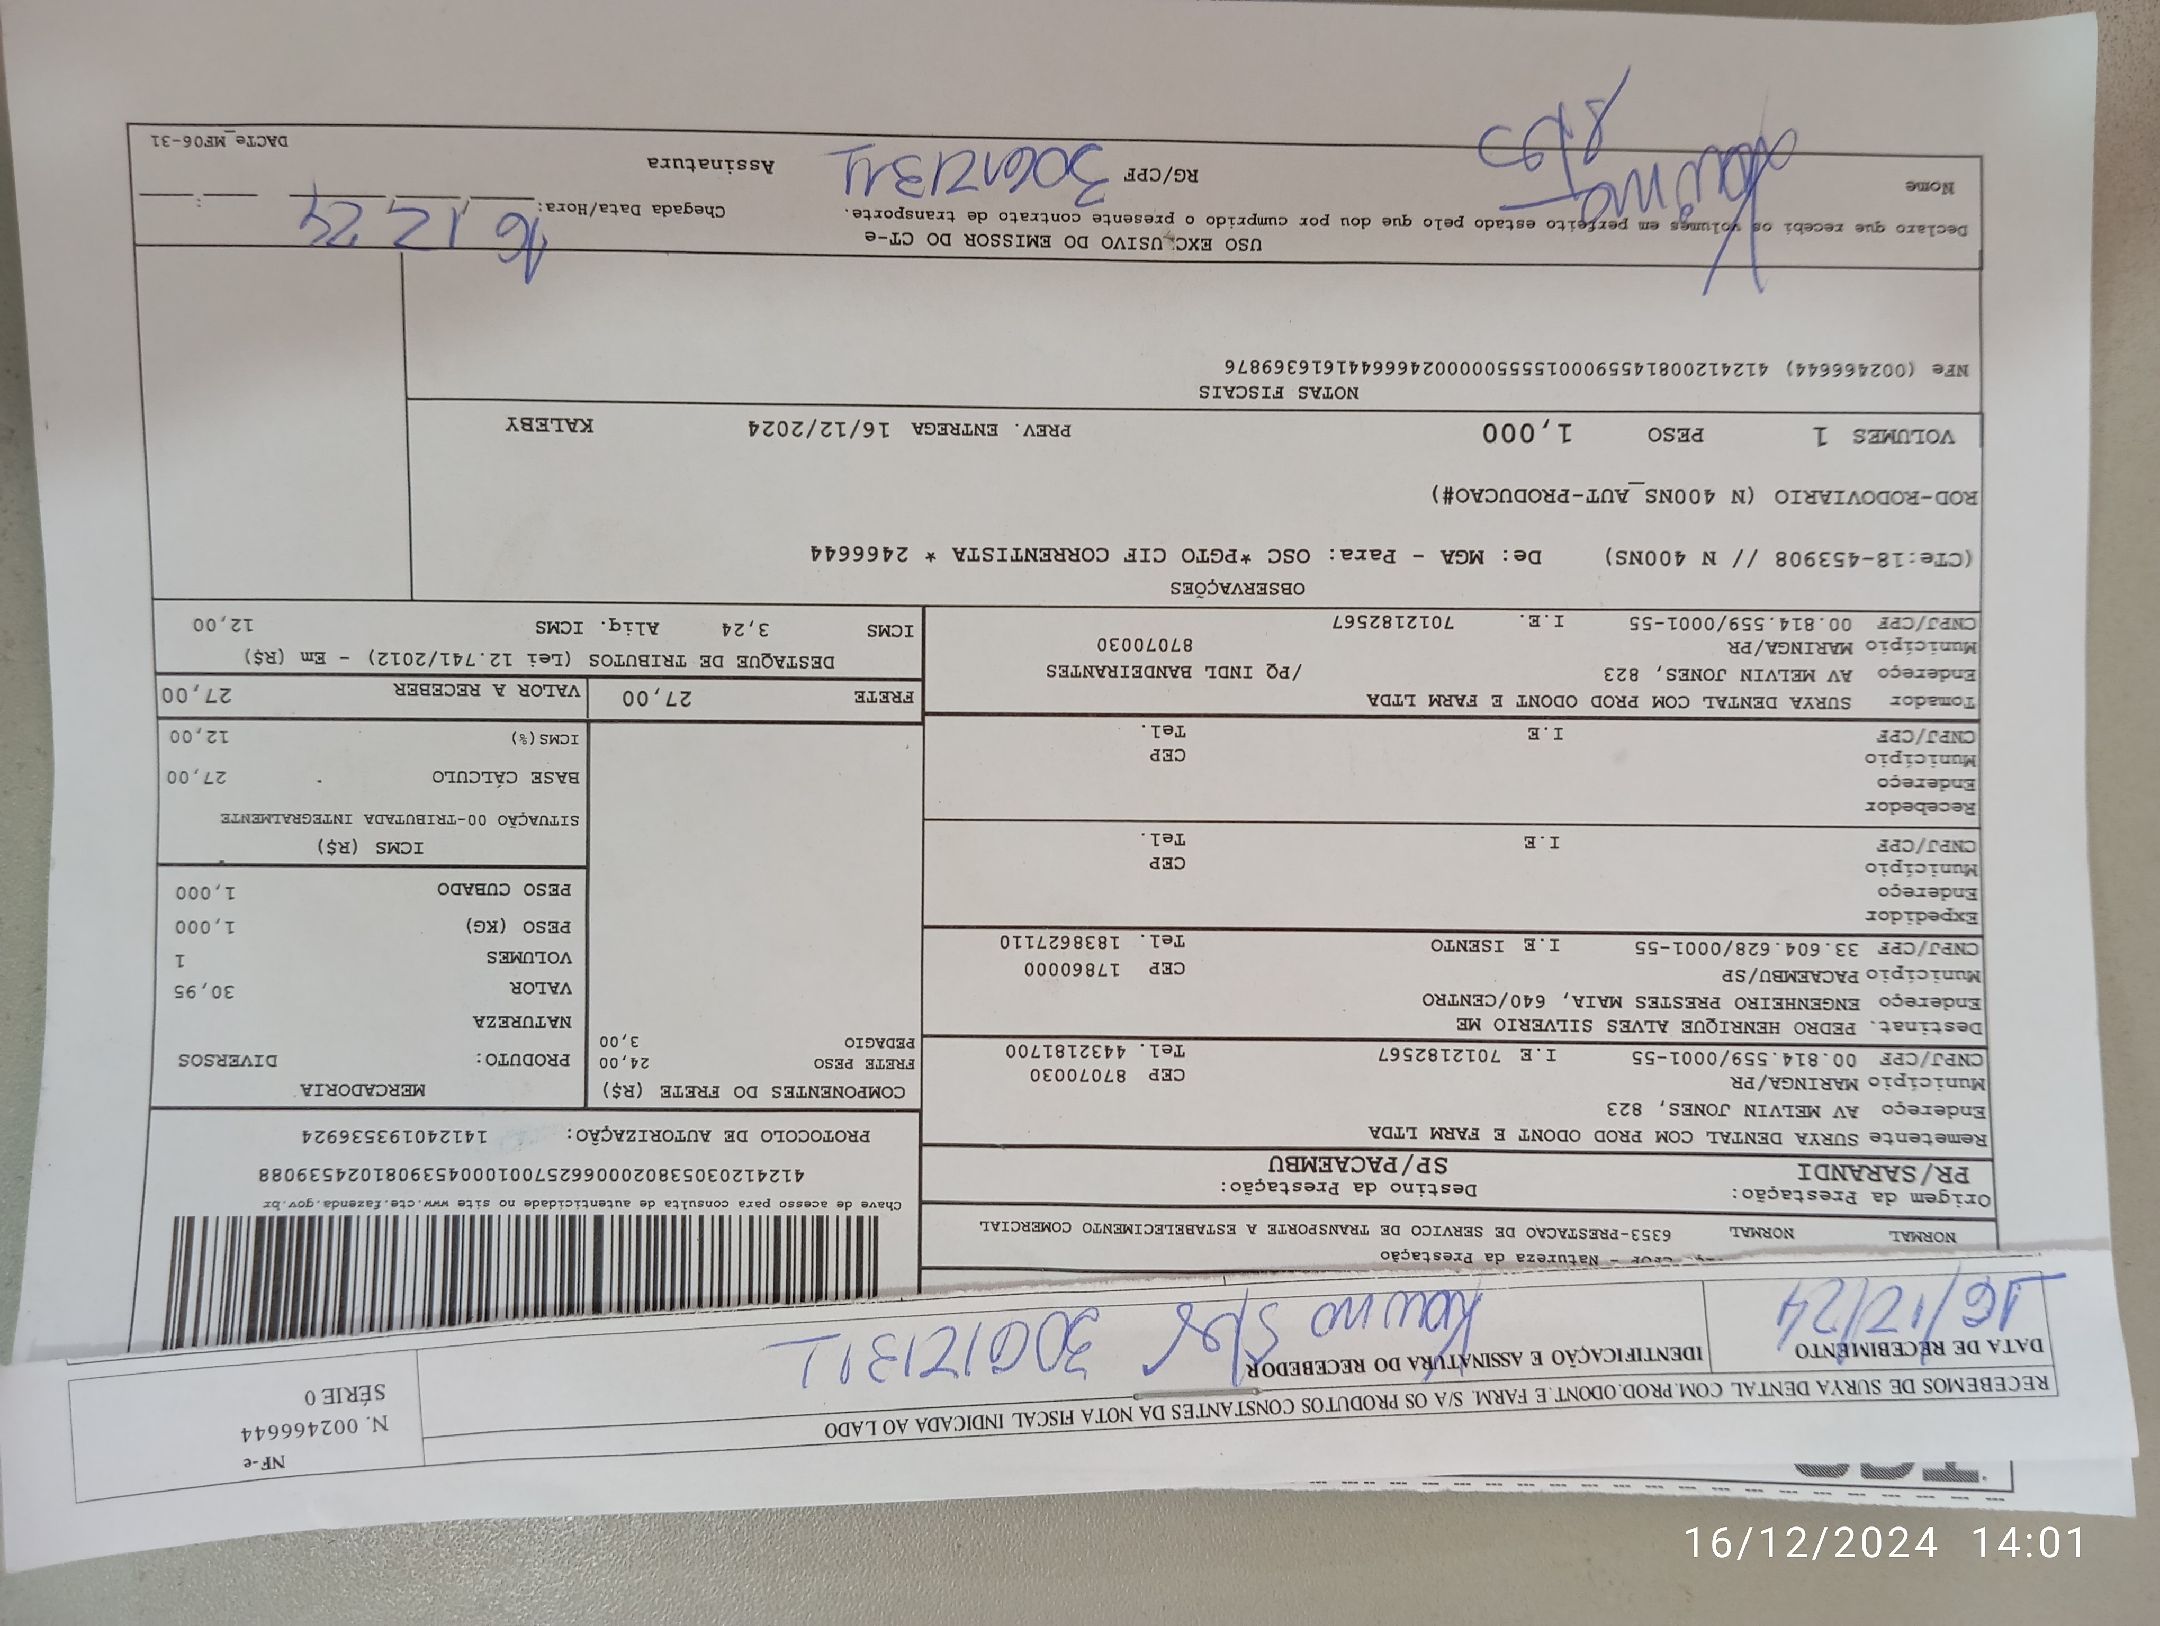 RECEBEMOS DE SURYA DENTAL COM.PROD.ODONT.E FARM. S/A OS PRODUTOS CONSTANTES DA NOTA FISCAL INDICADA AO LADO
NF-e
N. 002466644
SÉRIE 0
DATA DE RECEBIMENTO
IDENTIFICAÇÃO E ASSINATURA DO RECEBEDOR
16/12/24
CFOP - Natureza da Prestação
NORMAL NORMAL 6353-PRESTACAO DE SERVICO DE TRANSPORTE A ESTABELECIMENTO COMERCIAL
Origem da Prestação: Destino da Prestação:
PR/SARANDI SP/PACAEMBU
Chave de acesso para consulta de autenticidade no site www.cte.fazenda.gov.br
41241203053802000662570010004539081024539088
PROTOCOLO DE AUTORIZAÇÃO: 141240193536924
Remetente SURYA DENTAL COM PROD ODONT E FARM LTDA
Endereço AV MELVIN JONES, 823
Município MARINGA/PR CEP 87070030
CNPJ/CPF 00.814.559/0001-55 I.E 7012182567 Tel. 4432181700
Destinat. PEDRO HENRIQUE ALVES SILVERIO ME
Endereço ENGENHEIRO PRESTES MAIA, 640/CENTRO
Município PACAEMBU/SP CEP 17860000
CNPJ/CPF 33.604.628/0001-55 I.E ISENTO Tel. 1838627110
Expedidor
Endereço
Município CEP
CNPJ/CPF I.E Tel.
Recebedor
Endereço
Município CEP
CNPJ/CPF I.E Tel.
Tomador SURYA DENTAL COM PROD ODONT E FARM LTDA
Endereço AV MELVIN JONES, 823 /PQ INDL BANDEIRANTES
Município MARINGA/PR 87070030
CNPJ/CPF 00.814.559/0001-55 I.E. 7012182567
COMPONENTES DO FRETE (R$)
FRETE PESO 24,00
PEDAGIO 3,00
MERCADORIA
PRODUTO: DIVERSOS
NATUREZA
VALOR 30,95
VOLUMES 1
PESO (KG) 1,000
PESO CUBADO 1,000
ICMS (R$)
SITUAÇÃO 00-TRIBUTADA INTEGRALMENTE
BASE CÁLCULO 27,00
ICMS(%) 12,00
FRETE 27,00 VALOR A RECEBER 27,00
DESTAQUE DE TRIBUTOS (Lei 12.741/2012) - Em (R$)
ICMS 3,24 Aliq. ICMS 12,00
OBSERVAÇÕES
(CTe:18-453908 // N 400NS) De: MGA - Para: OSC *PGTO CIF CORRENTISTA * 2466644
ROD-RODOVIARIO (N 400NS_AUT-PRODUCAO#)
VOLUMES 1 PESO 1,000 PREV. ENTREGA 16/12/2024 KALEBY
NOTAS FISCAIS
NFe (002466644) 41241200814559000155550000024666441616369876
USO EXCLUSIVO DO EMISSOR DO CT-e
Declaro que recebi os volumes em perfeito estado pelo que dou por cumprido o presente contrato de transporte.
Chegada Data/Hora: 16/12/24
Nome RG/CPF Assinatura
DACTe_MF06-31
16/12/2024 14:01